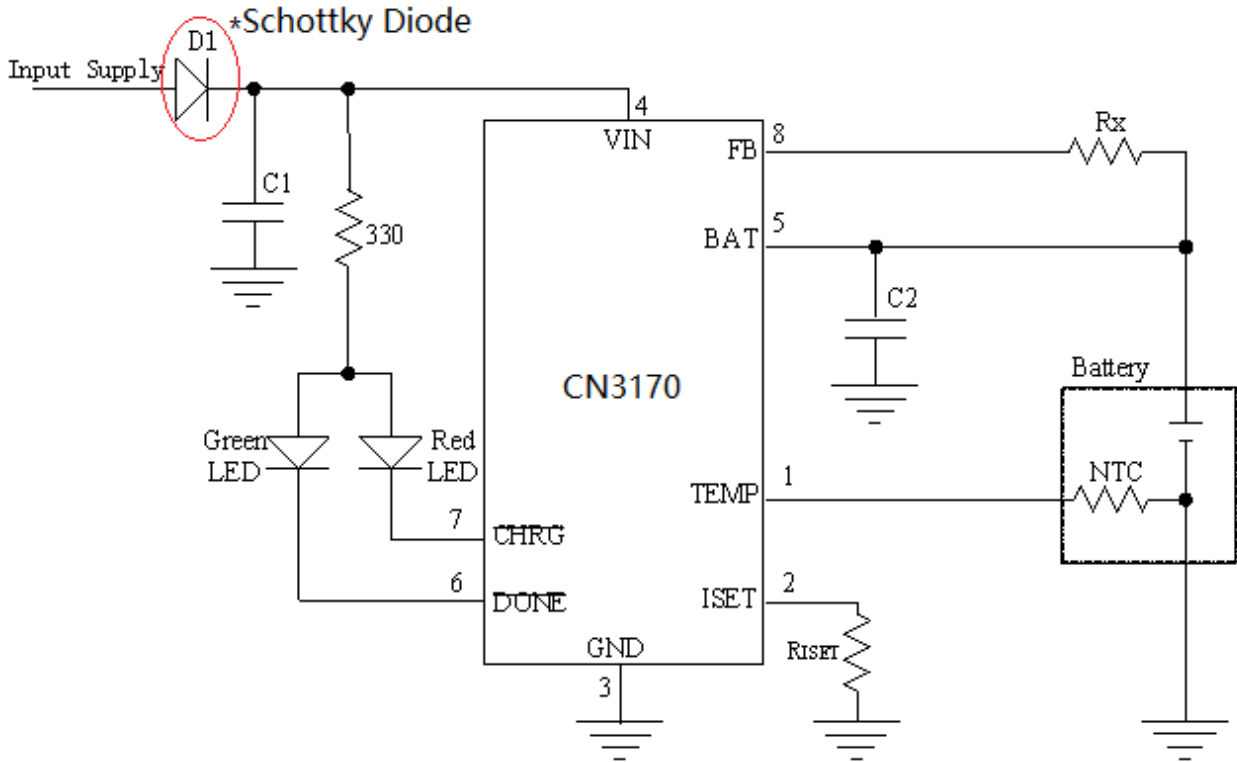 *Schottky Diode
D1
Input Supply
4
VIN
8
FB
Rx
C1
330
5
BAT
C2
CN3170
Battery
Green
LED
Red
LED
1
TEMP
NTC
7
CHRG
6
DONE
2
ISET
RISET
GND
3